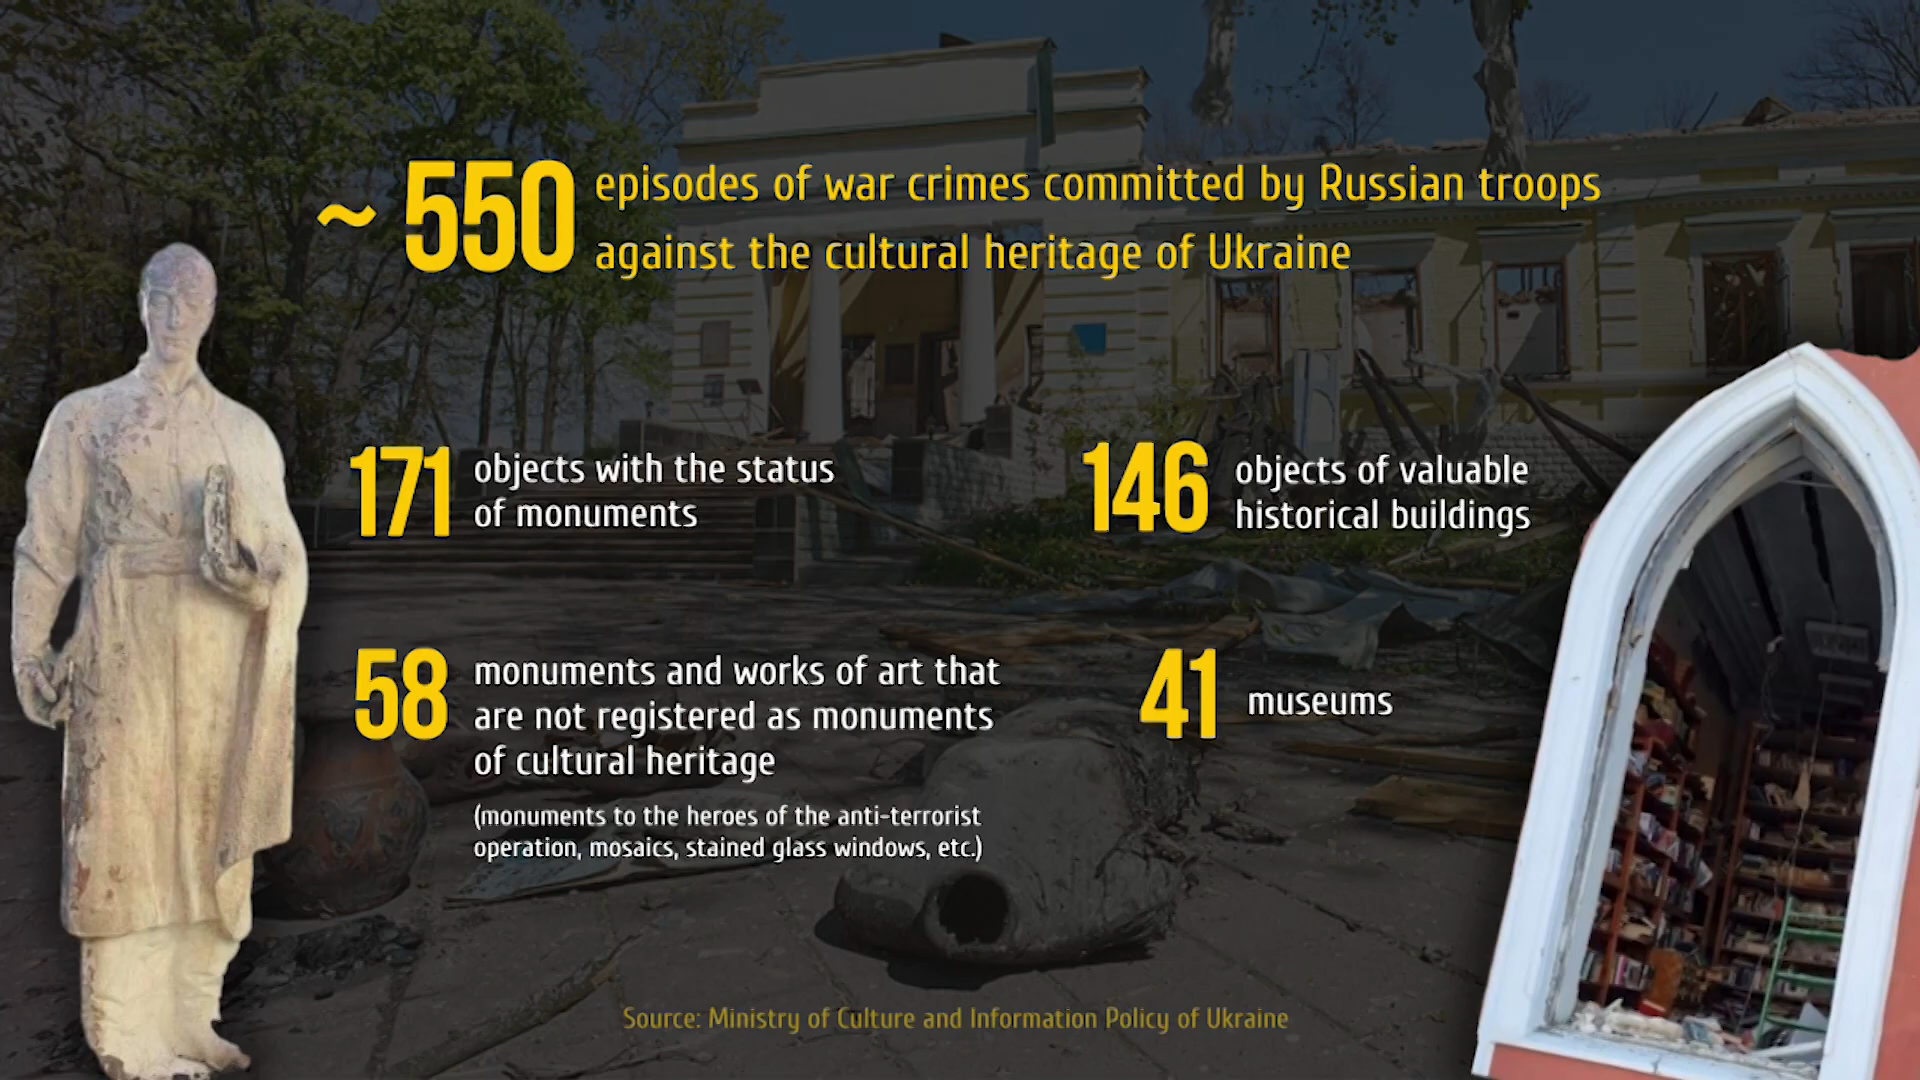 ~ 550 episodes of war crimes committed by Russian troops
against the cultural heritage of Ukraine
171 objects with the status
of monuments
146 objects of valuable
historical buildings
58 monuments and works of art that
are not registered as monuments
of cultural heritage
(monuments to the heroes of the anti-terrorist
operation, mosaics, stained glass windows, etc.)
41 museums
Source: Ministry of Culture and Information Policy of Ukraine